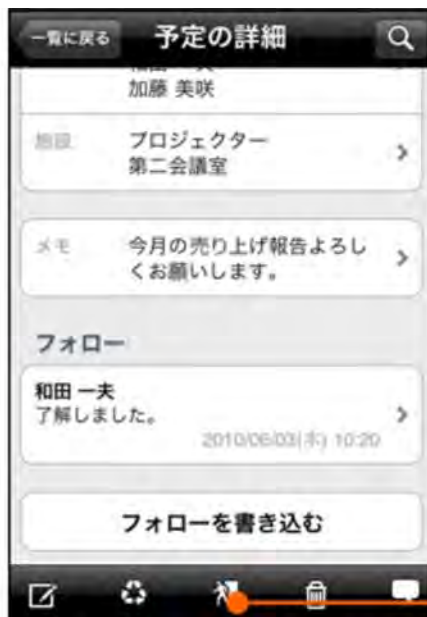 一覧に戻る
予定の詳細
加藤 美咲
施設
プロジェクター
第二会議室
メモ
今月の売り上げ報告よろし
くお願いします。
フォロー
和田 一夫
了解しました。
2010/06/03(木) 10:20
フォローを書き込む